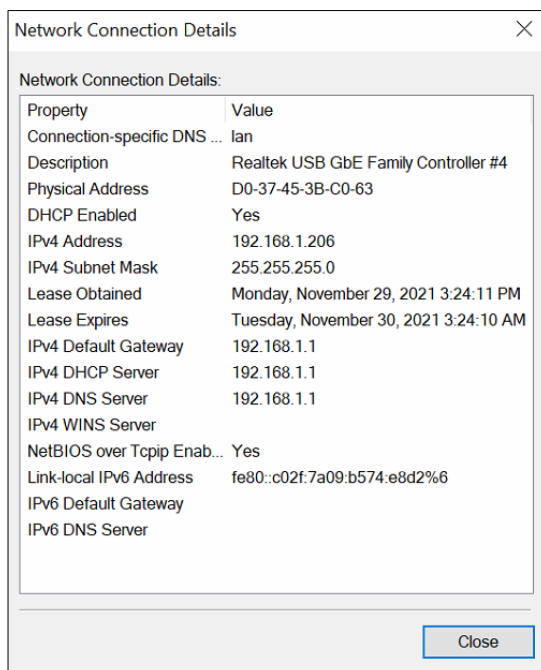 Network Connection Details
Network Connection Details:
Property Value
Connection-specific DNS ... lan
Description Realtek USB GbE Family Controller #4
Physical Address D0-37-45-3B-C0-63
DHCP Enabled Yes
IPv4 Address 192.168.1.206
IPv4 Subnet Mask 255.255.255.0
Lease Obtained Monday, November 29, 2021 3:24:11 PM
Lease Expires Tuesday, November 30, 2021 3:24:10 AM
IPv4 Default Gateway 192.168.1.1
IPv4 DHCP Server 192.168.1.1
IPv4 DNS Server 192.168.1.1
IPv4 WINS Server
NetBIOS over Tcpip Enab... Yes
Link-local IPv6 Address fe80::c02f:7a09:b574:e8d2%6
IPv6 Default Gateway
IPv6 DNS Server
Close